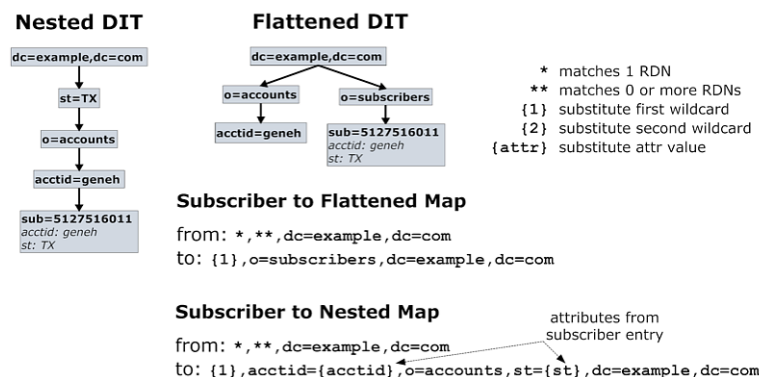 Nested DIT
dc=example,dc=com
st=TX
o=accounts
acctid=geneh
sub=5127516011
acctid: geneh
st: TX
Flattened DIT
dc=example,dc=com
o=accounts
o=subscribers
acctid=geneh
sub=5127516011
acctid: geneh
st: TX
* matches 1 RDN
** matches 0 or more RDNs
{1} substitute first wildcard
{2} substitute second wildcard
{attr} substitute attr value
Subscriber to Flattened Map
from: *,**,dc=example,dc=com
to: {1},o=subscribers,dc=example,dc=com
Subscriber to Nested Map
attributes from
subscriber entry
from: *,**,dc=example,dc=com
to: {1},acctid={acctid},o=accounts,st={st},dc=example,dc=com